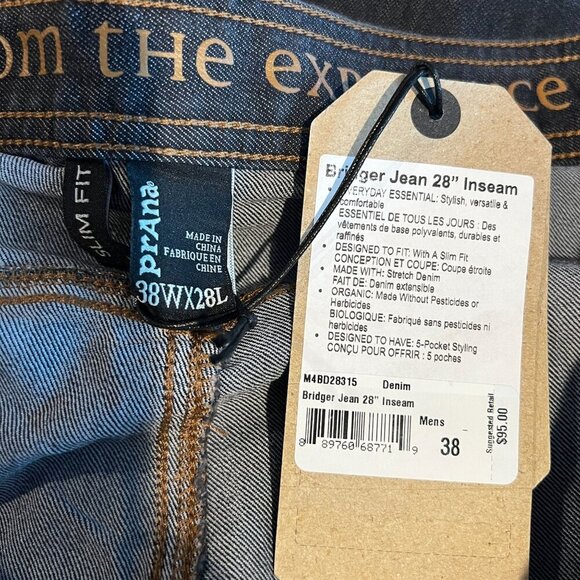 om THE EXP
ce
SLIM FIT
prAna
MADE IN
CHINA
FABRIQUE EN
CHINE
38WX28L
Bridger Jean 28" Inseam
• EVERYDAY ESSENTIAL: Stylish, versatile &
comfortable
ESSENTIEL DE TOUS LES JOURS : Des
vêtements de base polyvalents, durables et
raffinés
• DESIGNED TO FIT: With A Slim Fit
CONCEPTION ET COUPE: Coupe étroite
• MADE WITH: Stretch Denim
FAIT DE: Denim extensible
• ORGANIC: Made Without Pesticides or
Herbicides
BIOLOGIQUE: Fabriqué sans pesticides ni
herbicides
• DESIGNED TO HAVE: 5-Pocket Styling
CONÇU POUR OFFRIR : 5 poches
M4BD28315 Denim
Bridger Jean 28" Inseam
Mens
38
8 89760 68771 9
Suggested Retail
$95.00